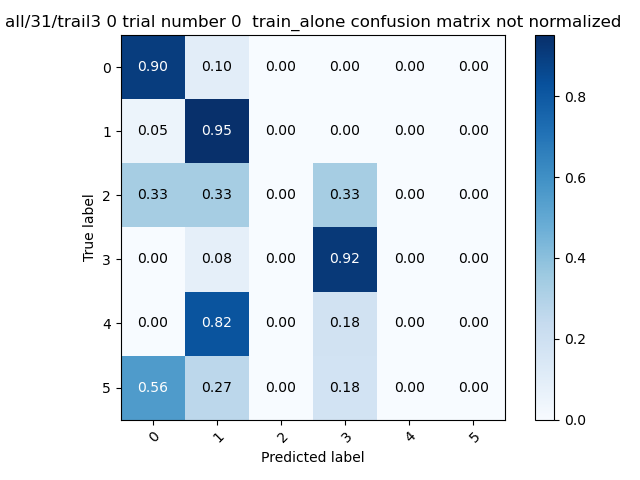 all/31/trail3 0 trial number 0  train_alone confusion matrix not normalized
0 0.90 0.10 0.00 0.00 0.00 0.00
1 0.05 0.95 0.00 0.00 0.00 0.00
2 0.33 0.33 0.00 0.33 0.00 0.00
3 0.00 0.08 0.00 0.92 0.00 0.00
4 0.00 0.82 0.00 0.18 0.00 0.00
5 0.56 0.27 0.00 0.18 0.00 0.00
0 1 2 3 4 5
True label
Predicted label
0.8
0.6
0.4
0.2
0.0